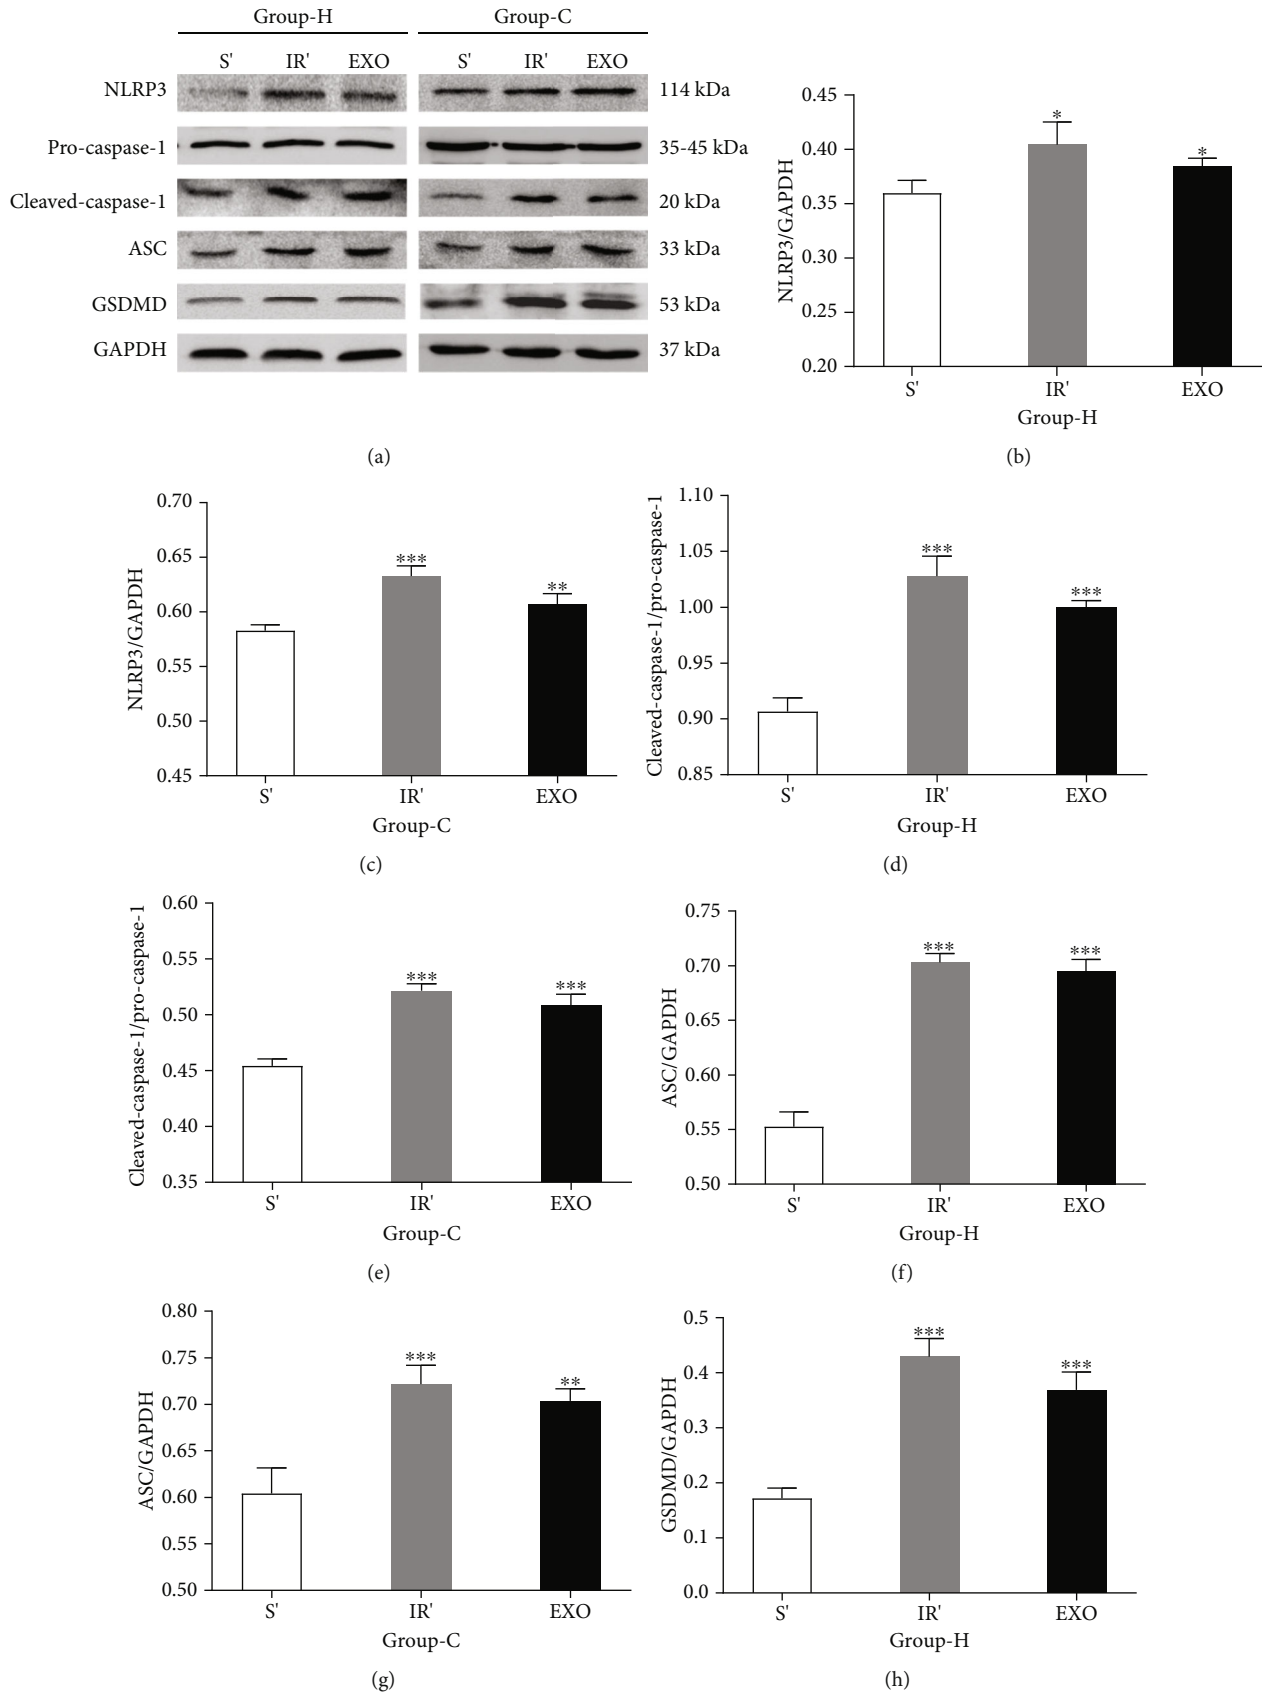 Group-H Group-C
S' IR' EXO S' IR' EXO
NLRP3 114 kDa
Pro-caspase-1 35-45 kDa
Cleaved-caspase-1 20 kDa
ASC 33 kDa
GSDMD 53 kDa
GAPDH 37 kDa
(a)
NLRP3/GAPDH
0.45
0.40
0.35
0.30
0.25
0.20
* *
S' IR' EXO
Group-H
(b)
NLRP3/GAPDH
0.70
0.65
0.60
0.55
0.50
0.45
*** **
S' IR' EXO
Group-C
(c)
Cleaved-caspase-1/pro-caspase-1
1.10
1.05
1.00
0.95
0.90
0.85
*** ***
S' IR' EXO
Group-H
(d)
Cleaved-caspase-1/pro-caspase-1
0.60
0.55
0.50
0.45
0.40
0.35
*** ***
S' IR' EXO
Group-C
(e)
ASC/GAPDH
0.75
0.70
0.65
0.60
0.55
0.50
*** ***
S' IR' EXO
Group-H
(f)
ASC/GAPDH
0.80
0.75
0.70
0.65
0.60
0.55
0.50
*** **
S' IR' EXO
Group-C
(g)
GSDMD/GAPDH
0.5
0.4
0.3
0.2
0.1
0.0
*** ***
S' IR' EXO
Group-H
(h)